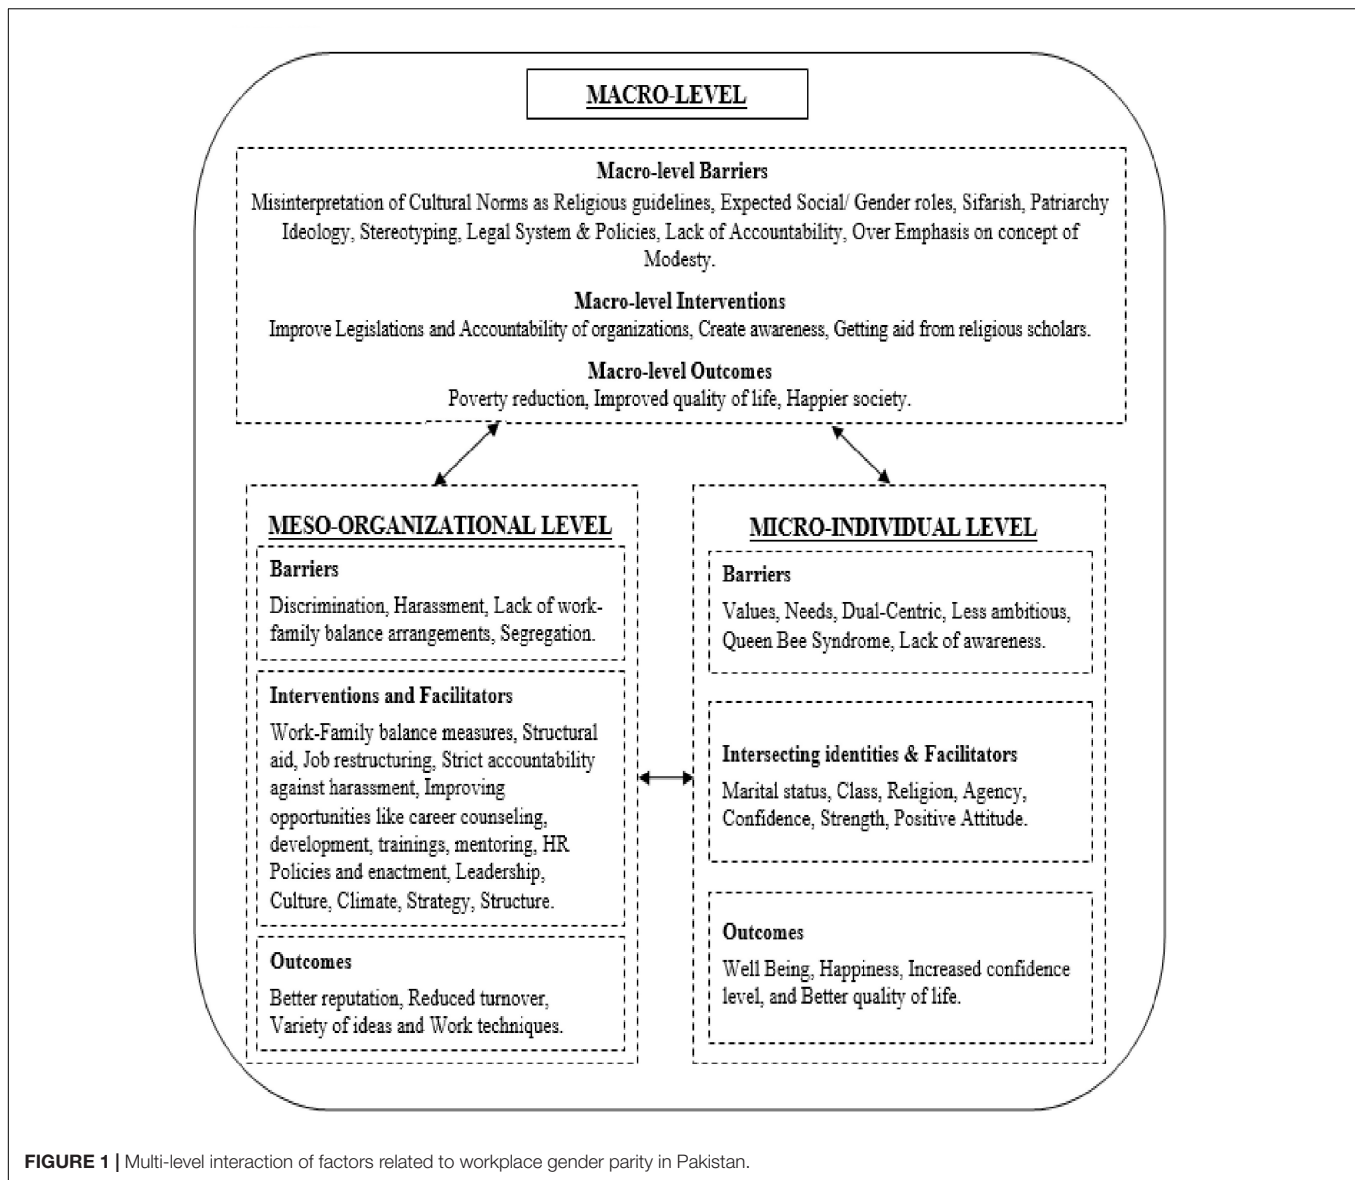 MACRO-LEVEL
Macro-level Barriers
Misinterpretation of Cultural Norms as Religious guidelines, Expected Social/ Gender roles, Sifarish, Patriarchy
Ideology, Stereotyping, Legal System & Policies, Lack of Accountability, Over Emphasis on concept of
Modesty.
Macro-level Interventions
Improve Legislations and Accountability of organizations, Create awareness, Getting aid from religious scholars.
Macro-level Outcomes
Poverty reduction, Improved quality of life, Happier society.
MESO-ORGANIZATIONAL LEVEL
Barriers
Discrimination, Harassment, Lack of work-
family balance arrangements, Segregation.
Interventions and Facilitators
Work-Family balance measures, Structural
aid, Job restructuring, Strict accountability
against harassment, Improving
opportunities like career counseling,
development, trainings, mentoring, HR
Policies and enactment, Leadership,
Culture, Climate, Strategy, Structure.
Outcomes
Better reputation, Reduced turnover,
Variety of ideas and Work techniques.
MICRO-INDIVIDUAL LEVEL
Barriers
Values, Needs, Dual-Centric, Less ambitious,
Queen Bee Syndrome, Lack of awareness.
Intersecting identities & Facilitators
Marital status, Class, Religion, Agency,
Confidence, Strength, Positive Attitude.
Outcomes
Well Being, Happiness, Increased confidence
level, and Better quality of life.
FIGURE 1 | Multi-level interaction of factors related to workplace gender parity in Pakistan.